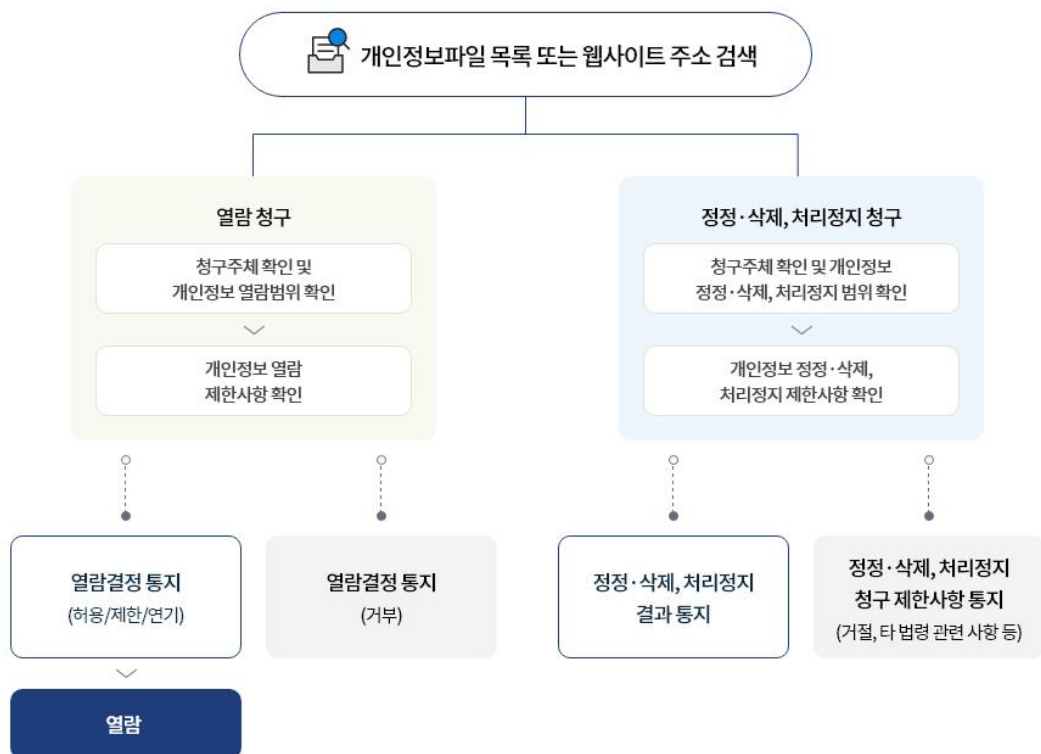 개인정보파일 목록 또는 웹사이트 주소 검색
열람 청구
청구주체 확인 및
개인정보 열람범위 확인
개인정보 열람
제한사항 확인
정정·삭제, 처리정지 청구
청구주체 확인 및 개인정보
정정·삭제, 처리정지 범위 확인
개인정보 정정·삭제,
처리정지 제한사항 확인
열람결정 통지
(허용/제한/연기)
열람
열람결정 통지
(거부)
정정·삭제, 처리정지
결과 통지
정정·삭제, 처리정지
청구 제한사항 통지
(거절, 타 법령 관련 사항 등)